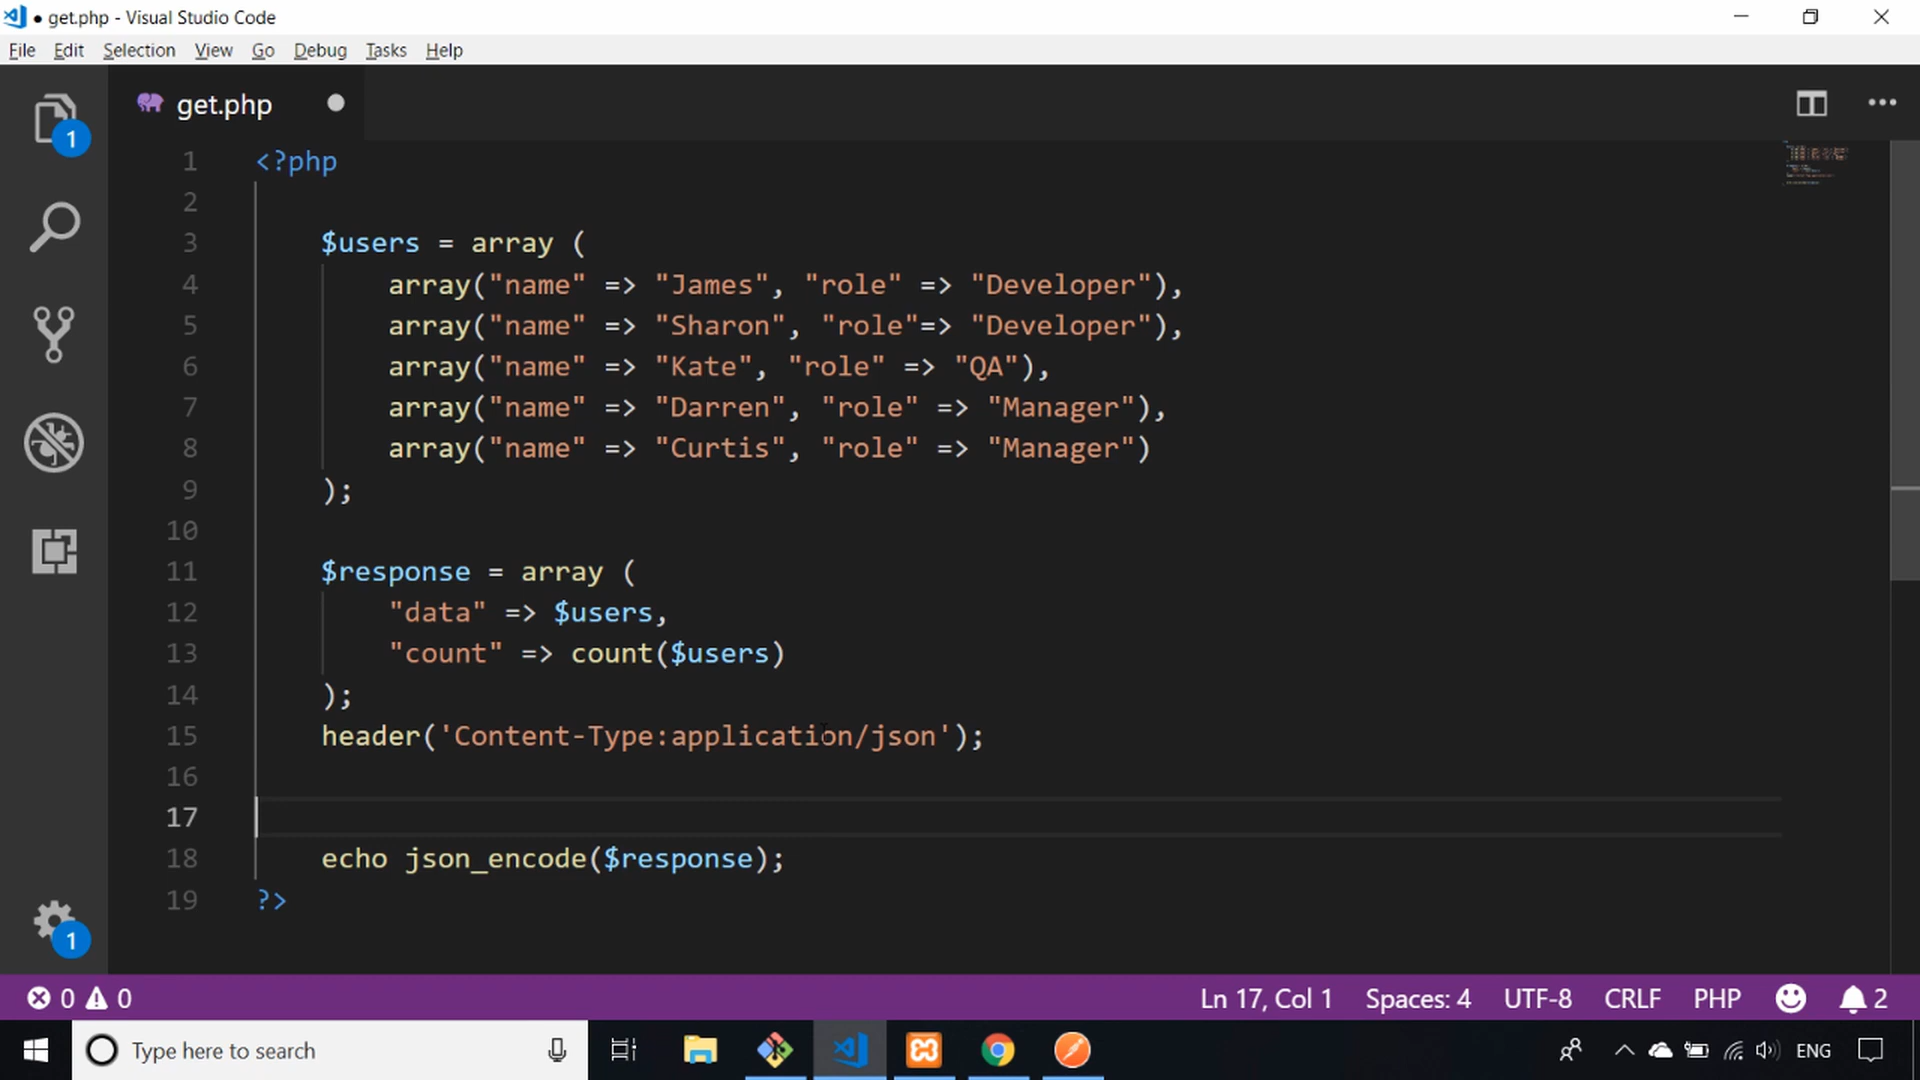 ● get.php - Visual Studio Code
File Edit Selection View Go Debug Tasks Help
get.php ●
1
1 <?php
2
3 $users = array (
4 array("name" => "James", "role" => "Developer"),
5 array("name" => "Sharon", "role"=> "Developer"),
6 array("name" => "Kate", "role" => "QA"),
7 array("name" => "Darren", "role" => "Manager"),
8 array("name" => "Curtis", "role" => "Manager")
9 );
10
11 $response = array (
12 "data" => $users,
13 "count" => count($users)
14 );
15 header('Content-Type:application/json');
16
17
18 echo json_encode($response);
19 ?>
1
0 0 Ln 17, Col 1 Spaces: 4 UTF-8 CRLF PHP 2
Type here to search ENG